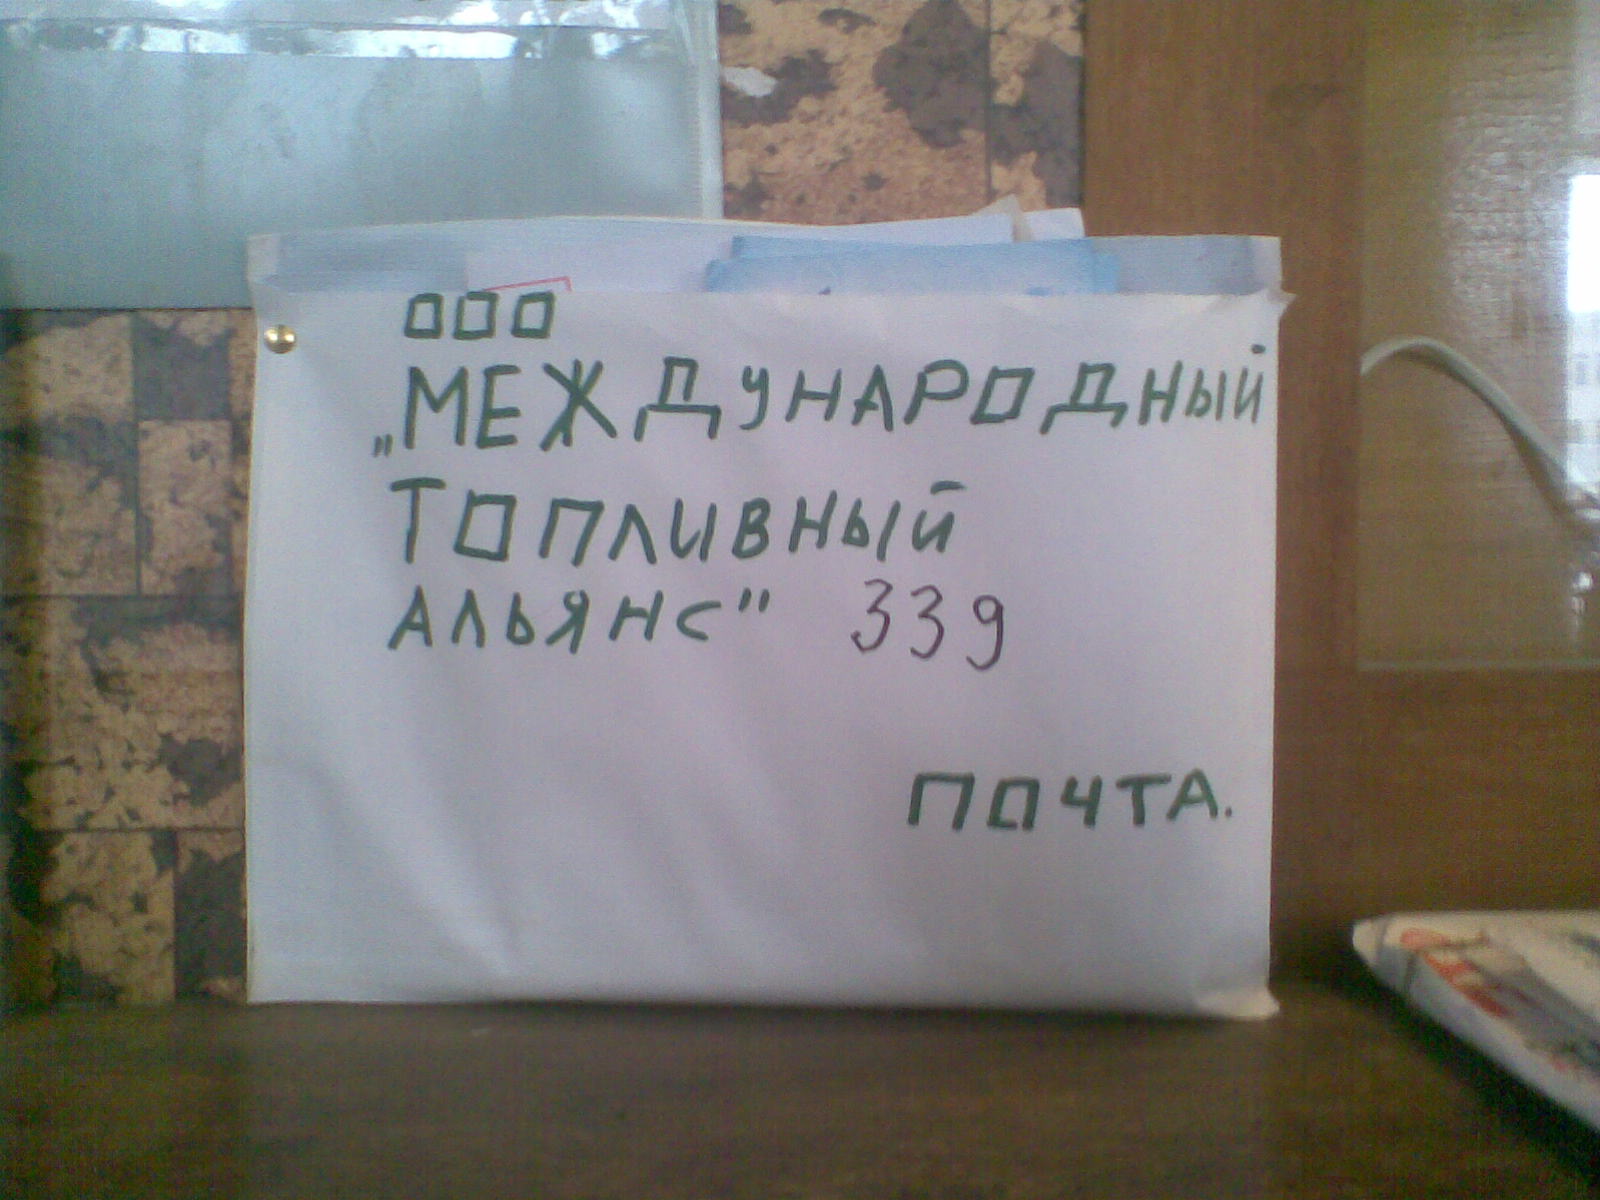 ООО
„МЕЖДУНАРОДНЫЙ
ТОПЛИВНЫЙ
АЛЬЯНС" 339
ПОЧТА.